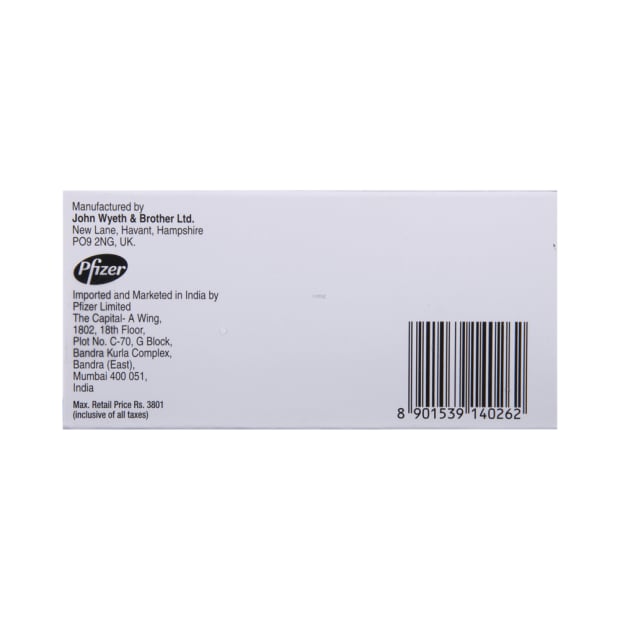 Manufactured by
John Wyeth & Brother Ltd.
New Lane, Havant, Hampshire
PO9 2NG, UK.
Pfizer
Imported and Marketed in India by
Pfizer Limited
The Capital- A Wing,
1802, 18th Floor,
Plot No. C-70, G Block,
Bandra Kurla Complex,
Bandra (East),
Mumbai 400 051,
India
Max. Retail Price Rs. 3801
(inclusive of all taxes)
8 901539 140262